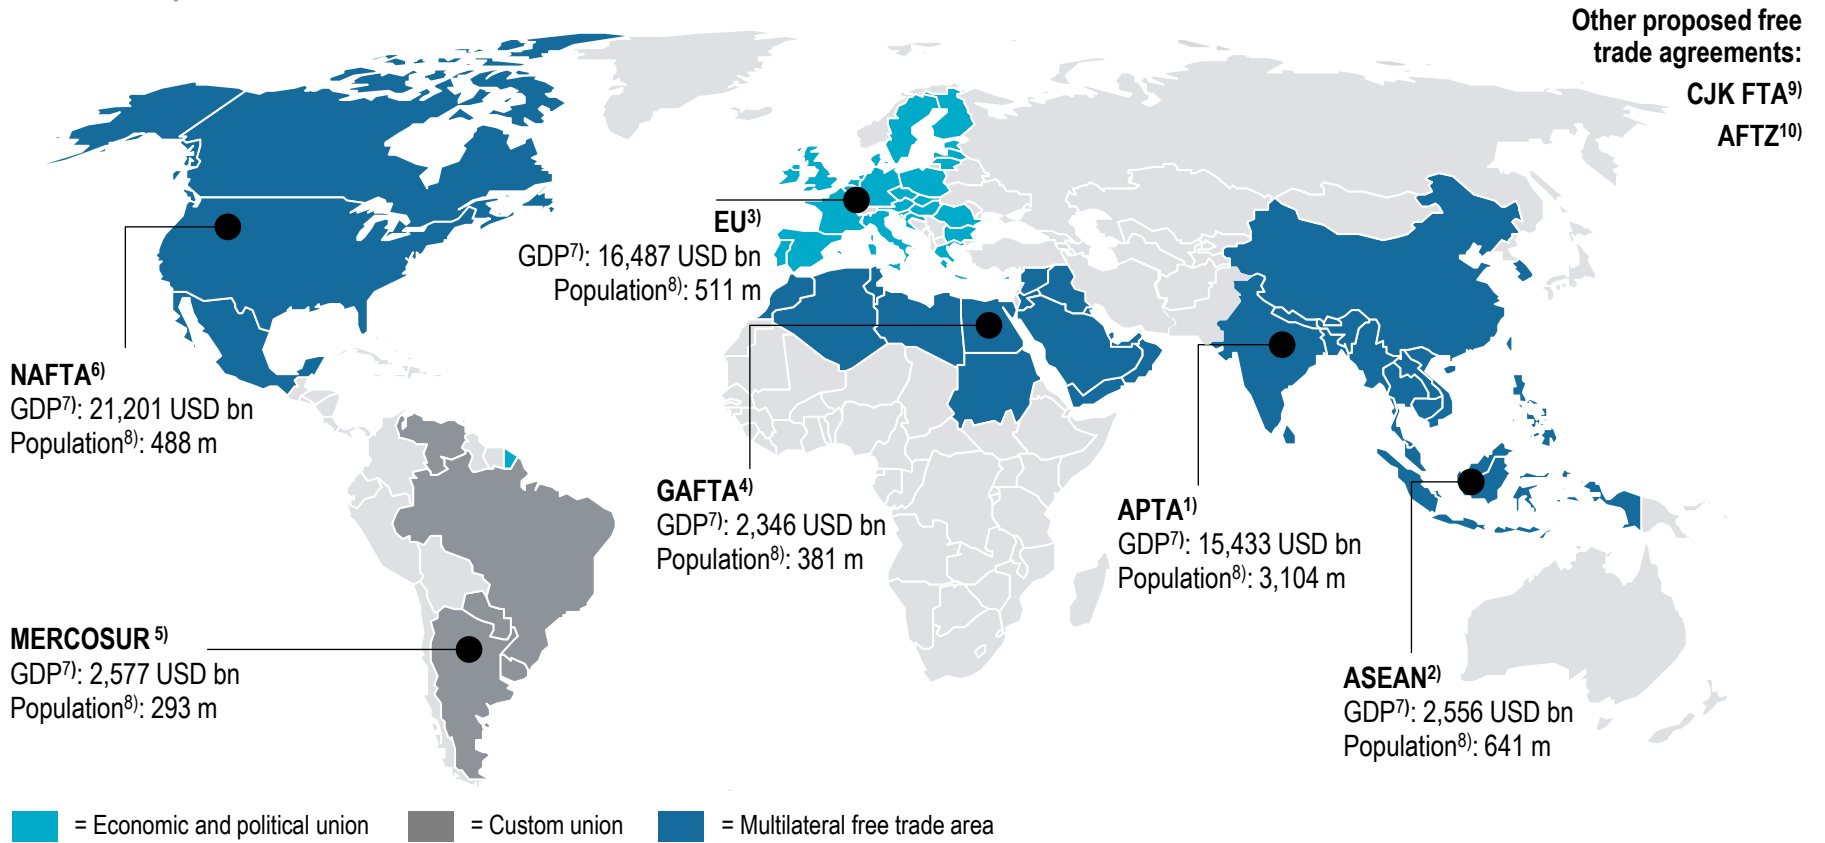 Other proposed free
trade agreements:
CJK FTA9)
AFTZ10)
EU3)
GDP7): 16,487 USD bn
Population8): 511 m
NAFTA6)
GDP7): 21,201 USD bn
Population8): 488 m
GAFTA4)
GDP7): 2,346 USD bn
Population8): 381 m
APTA1)
GDP7): 15,433 USD bn
Population8): 3,104 m
MERCOSUR 5)
GDP7): 2,577 USD bn
Population8): 293 m
ASEAN2)
GDP7): 2,556 USD bn
Population8): 641 m
= Economic and political union
= Custom union
= Multilateral free trade area